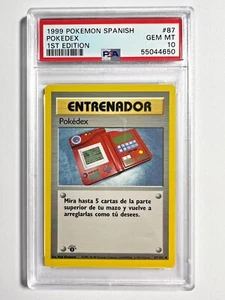 1999 POKEMON SPANISH
#87
POKEDEX
GEM MT
1ST EDITION
10
PSA
55044650
ENTRENADOR
Pokédex
Mira hasta 5 cartas de la parte
superior de tu mazo y vuelve a
arreglarlas como tú desees.